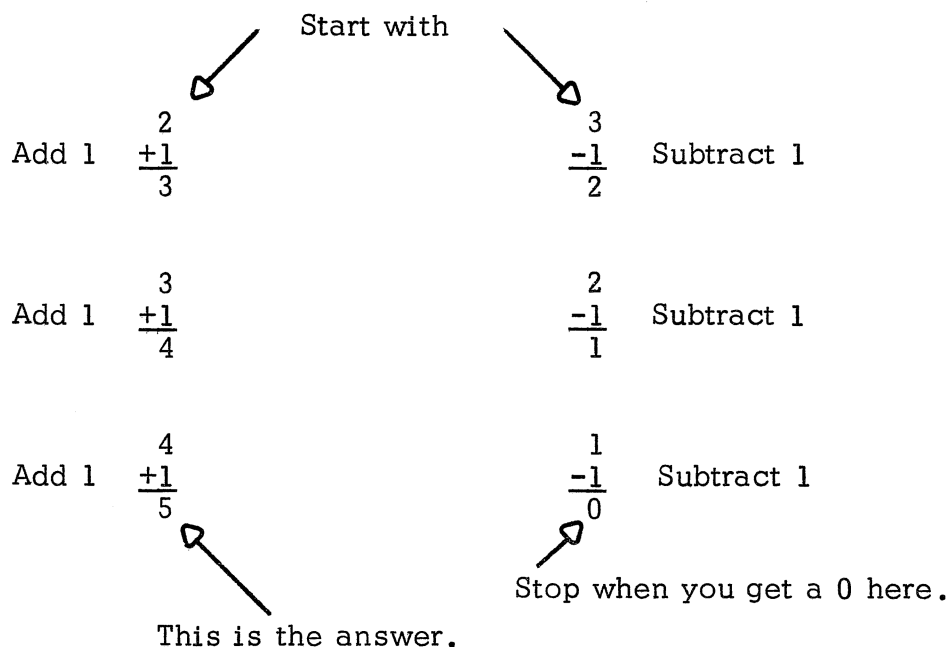 Start with
2 3
Add 1 +1 -1 Subtract 1
3 2
3 2
Add 1 +1 -1 Subtract 1
4 1
4 1
Add 1 +1 -1 Subtract 1
5 0
Stop when you get a 0 here.
This is the answer.